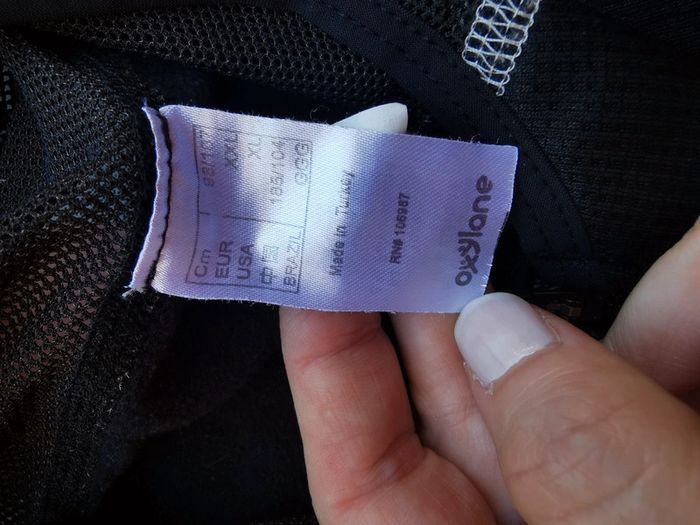 Cm
EUR XXL
USA XL
中国 185/104
BRAZIL GGG
Made in Turkey
RN# 106987
oxylane